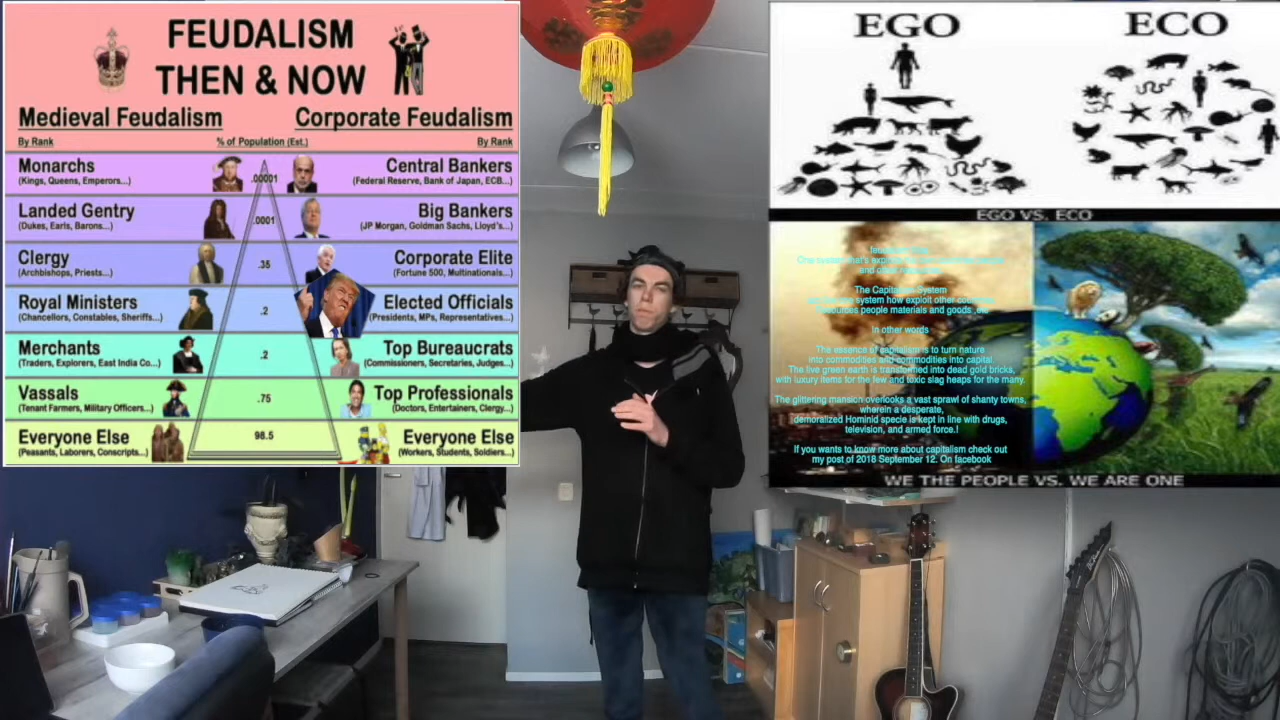 FEUDALISM
THEN & NOW
Medieval Feudalism
Corporate Feudalism
By Rank
% of Population (Est.)
By Rank
Monarchs
(Kings, Queens, Emperors...)
.00001
Central Bankers
(Federal Reserve, Bank of Japan, ECB...)
Landed Gentry
(Dukes, Earls, Barons...)
.0001
Big Bankers
(JP Morgan, Goldman Sachs, Lloyd's...)
Clergy
(Archbishops, Priests...)
.35
Corporate Elite
(Fortune 500, Multinationals...)
Royal Ministers
(Chancellors, Constables, Sheriffs...)
.2
Elected Officials
(Presidents, MPs, Representatives...)
Merchants
(Traders, Explorers, East India Co...)
.2
Top Bureaucrats
(Commissioners, Secretaries, Judges...)
Vassals
(Tenant Farmers, Military Officers...)
.75
Top Professionals
(Doctors, Entertainers, Clergy...)
Everyone Else
(Peasants, Laborers, Conscripts...)
98.5
Everyone Else
(Workers, Students, Soldiers...)
EGO
ECO
EGO VS. ECO
The Capitalism System
system how exploit other
people materials and goods
In other words
The essence of capitalism is to turn nature
into commodities and commodities into capital.
The live green earth is transformed into dead gold bricks,
with luxury items for the few and toxic slag heaps for the many.
The glittering mansion overlooks a vast sprawl of shanty towns,
wherein a desperate,
demoralized Hominid specie is kept in line with drugs,
television, and armed force.!
If you wants to know more about capitalism check out
my post of 2018 September 12. On facebook
WE THE PEOPLE VS. WE ARE ONE